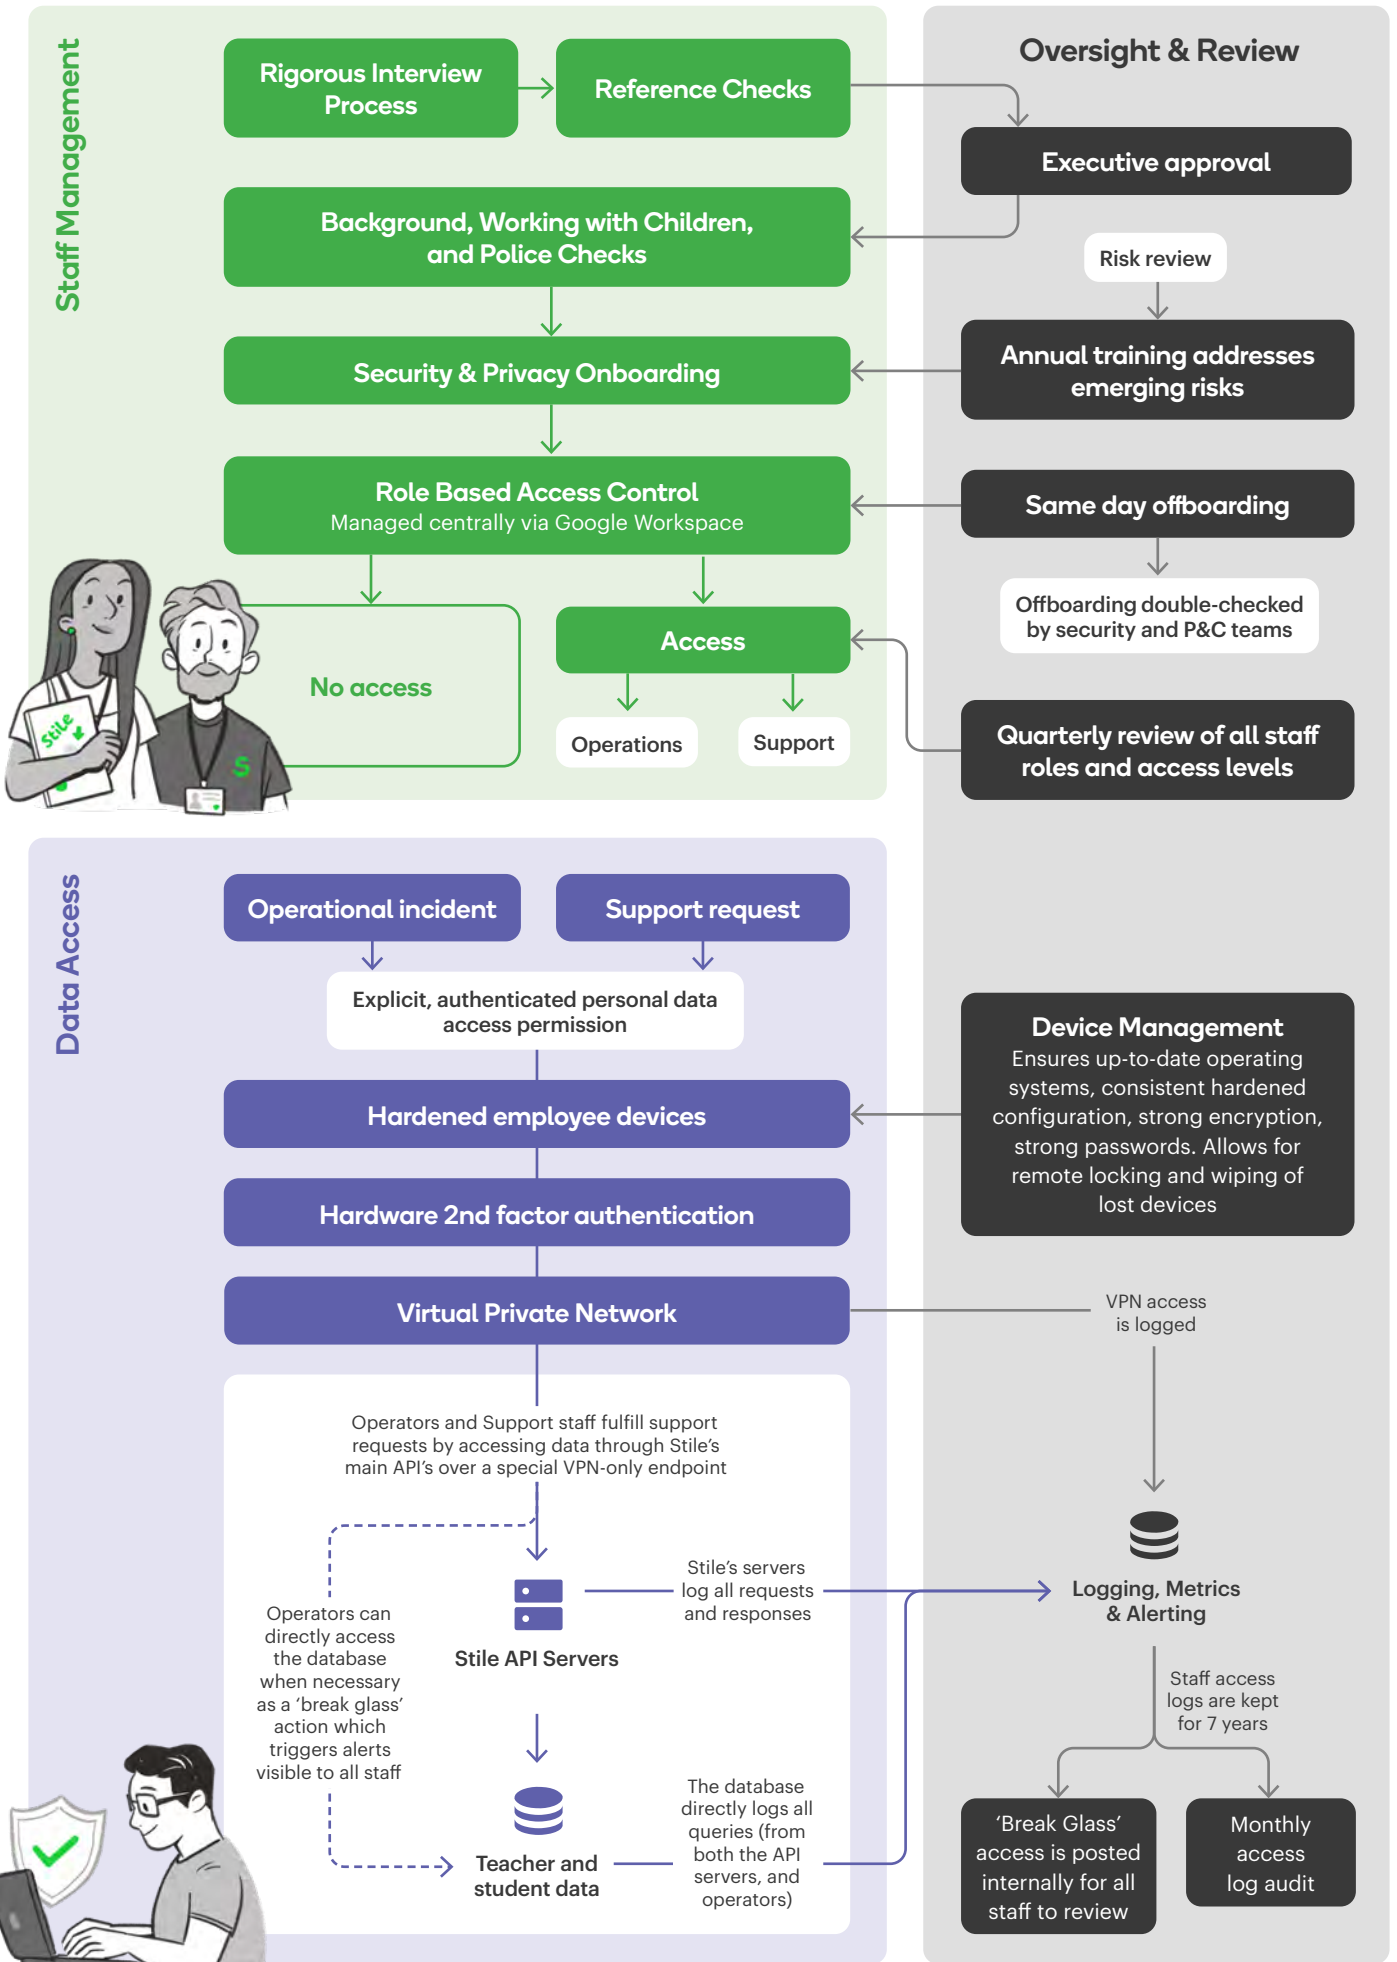 Staff Management
Rigorous Interview
Process
Reference Checks
Background, Working with Children,
and Police Checks
Security & Privacy Onboarding
Role Based Access Control
Managed centrally via Google Workspace
No access
Access
Operations
Support
Stile
S
Oversight & Review
Executive approval
Risk review
Annual training addresses
emerging risks
Same day offboarding
Offboarding double-checked
by security and P&C teams
Quarterly review of all staff
roles and access levels
Data Access
Operational incident
Support request
Explicit, authenticated personal data
access permission
Hardened employee devices
Hardware 2nd factor authentication
Virtual Private Network
Operators and Support staff fulfill support
requests by accessing data through Stile's
main API's over a special VPN-only endpoint
Stile API Servers
Stile's servers
log all requests
and responses
Operators can
directly access
the database
when necessary
as a 'break glass'
action which
triggers alerts
visible to all staff
Teacher and
student data
The database
directly logs all
queries (from
both the API
servers, and
operators)
Device Management
Ensures up-to-date operating
systems, consistent hardened
configuration, strong encryption,
strong passwords. Allows for
remote locking and wiping of
lost devices
VPN access
is logged
Logging, Metrics
& Alerting
Staff access
logs are kept
for 7 years
'Break Glass'
access is posted
internally for all
staff to review
Monthly
access
log audit